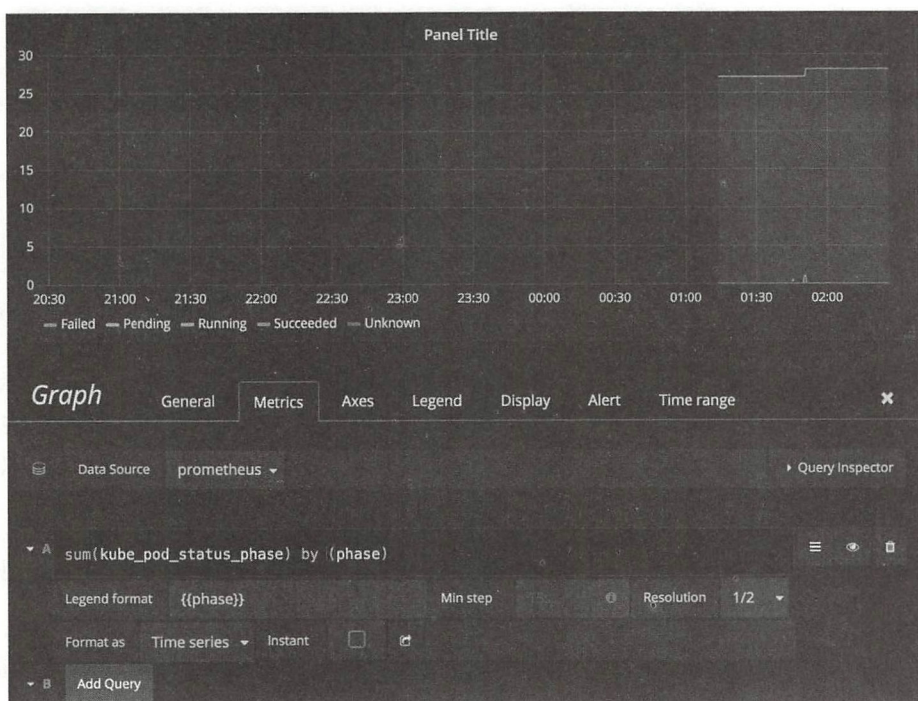 Panel Title
30
25
20
15
10
5
0
20:30 21:00 21:30 22:00 22:30 23:00 23:30 00:00 00:30 01:00 01:30 02:00
Failed Pending Running Succeeded Unknown
Graph General Metrics Axes Legend Display Alert Time range
Data Source prometheus Query Inspector
A sum(kube_pod_status_phase) by (phase)
Legend format {{phase}} Min step Resolution 1/2
Format as Time series Instant
B Add Query